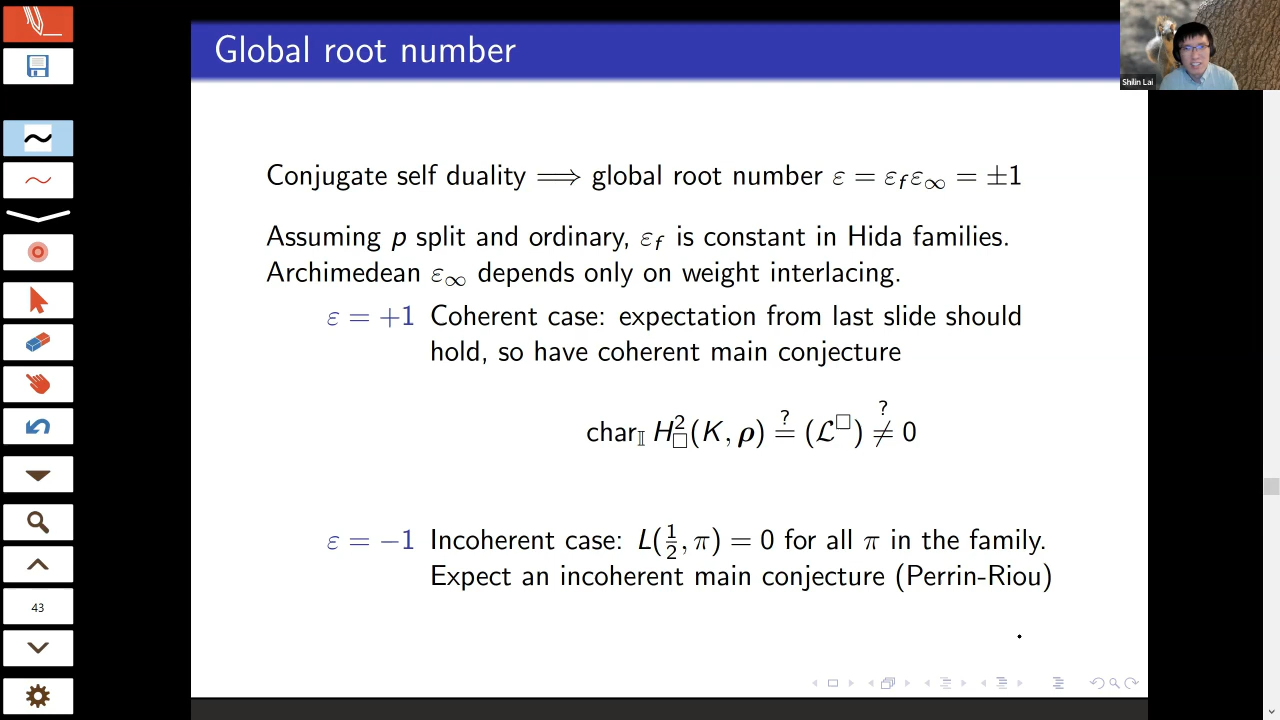 Global root number
Shilin Lai
Conjugate self duality ⟹ global root number ε = ε_f ε_∞ = ±1
Assuming p split and ordinary, ε_f is constant in Hida families.
Archimedean ε_∞ depends only on weight interlacing.
ε = +1 Coherent case: expectation from last slide should
hold, so have coherent main conjecture
char_𝕀 H²_□(K, ρ) ≟ (ℒ^□) ≠^? 0
ε = −1 Incoherent case: L(½, π) = 0 for all π in the family.
Expect an incoherent main conjecture (Perrin-Riou)
43